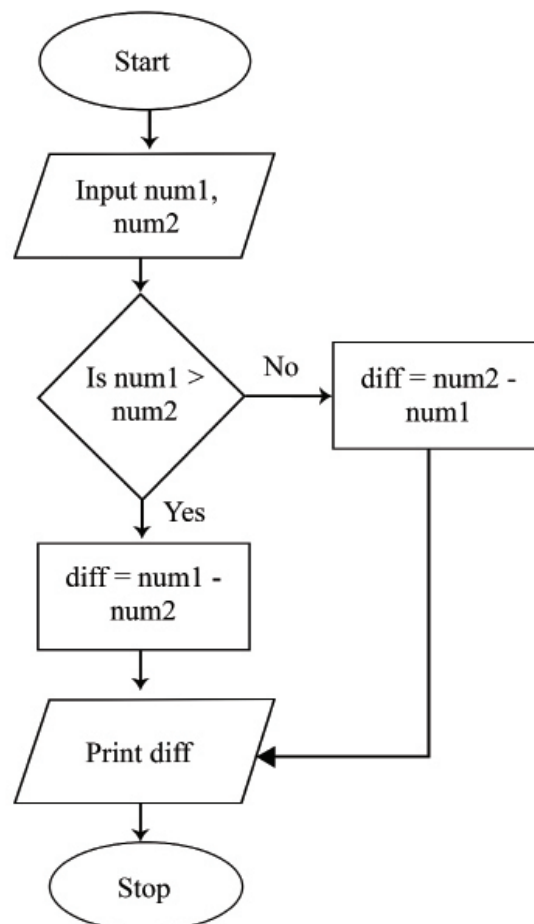 Start
Input num1,
num2
Is num1 >
num2
No
diff = num2 -
num1
Yes
diff = num1 -
num2
Print diff
Stop